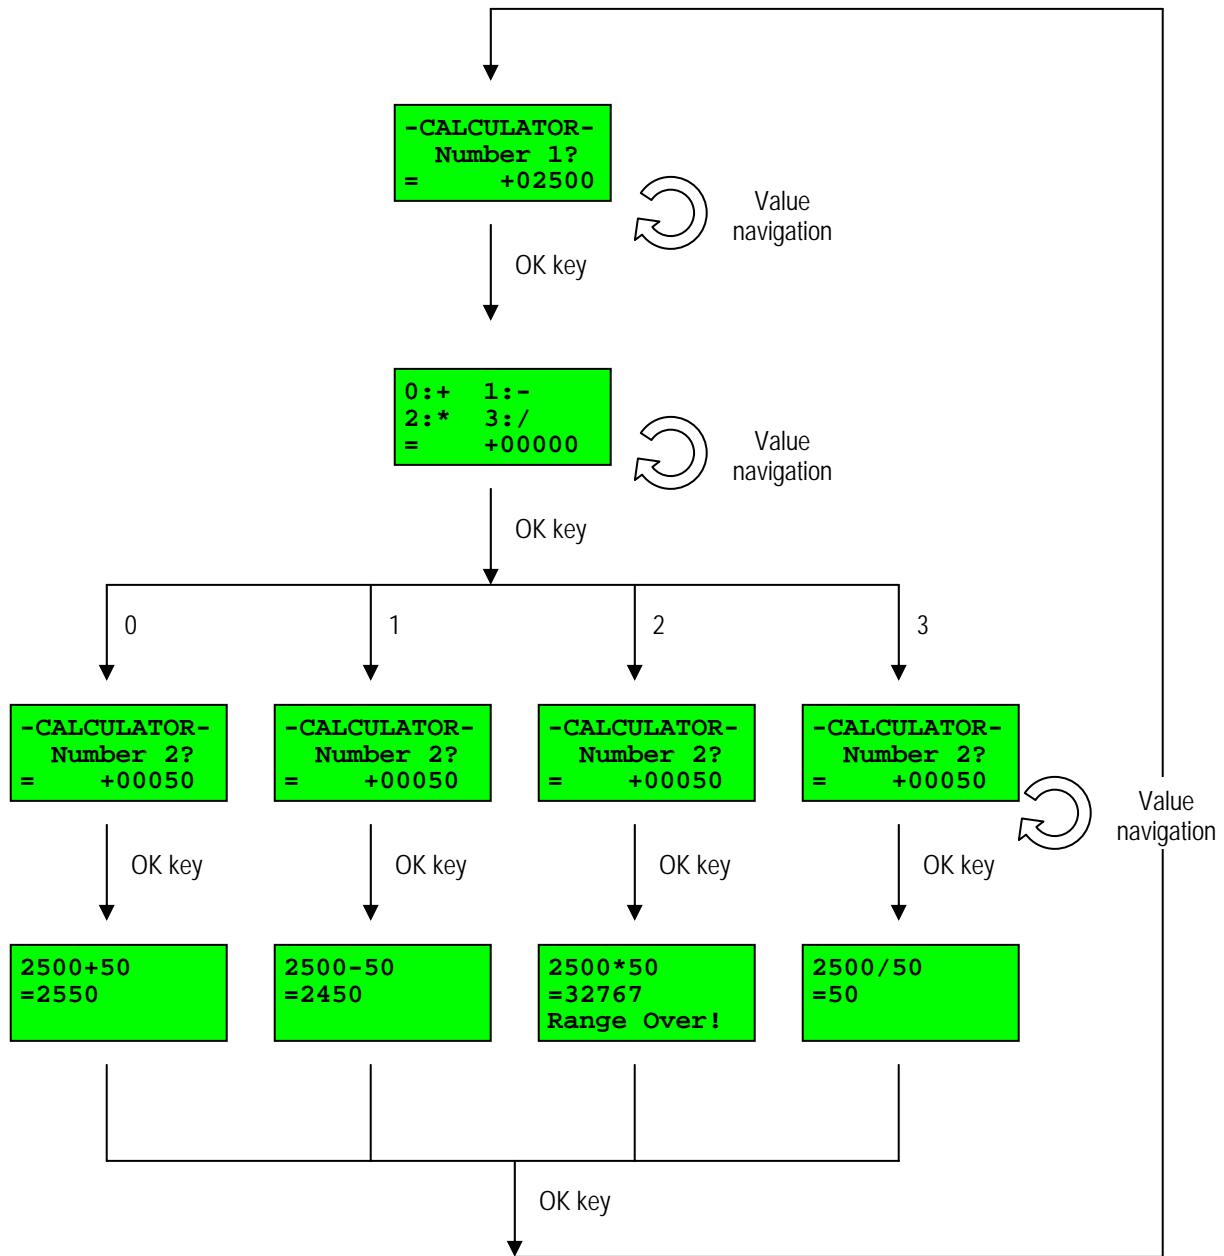 -CALCULATOR-
Number 1?
= +02500
Value
navigation
OK key
0:+ 1:-
2:* 3:/
= +00000
Value
navigation
OK key
0
1
2
3
-CALCULATOR-
Number 2?
= +00050
-CALCULATOR-
Number 2?
= +00050
-CALCULATOR-
Number 2?
= +00050
-CALCULATOR-
Number 2?
= +00050
Value
navigation
OK key
OK key
OK key
OK key
2500+50
=2550
2500-50
=2450
2500*50
=32767
Range Over!
2500/50
=50
OK key